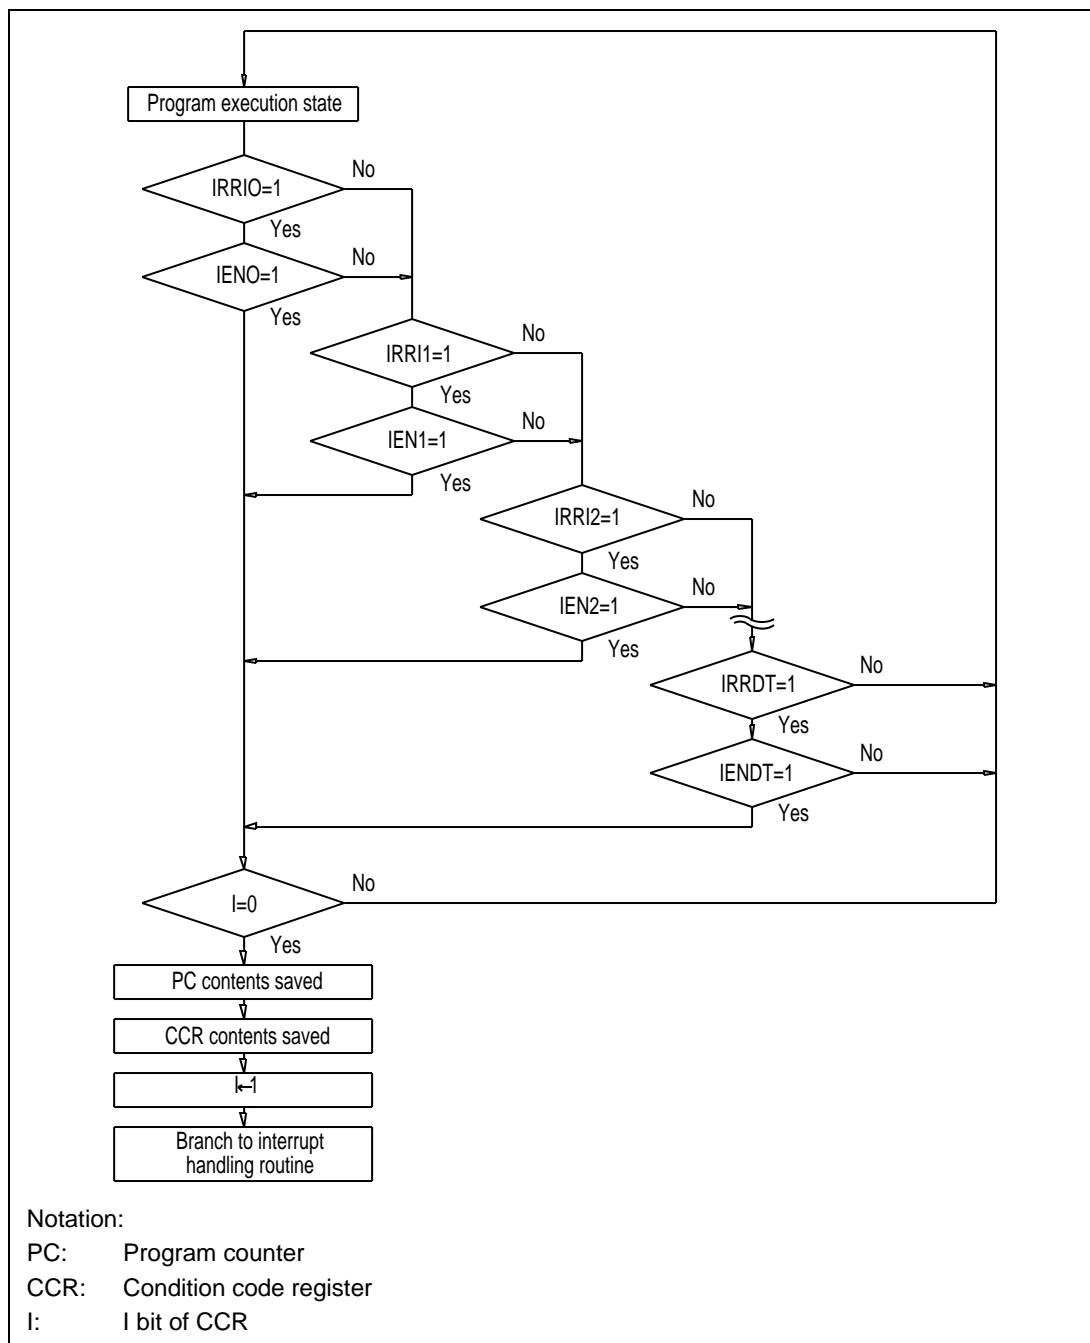 Program execution state
No
IRRIO=1
Yes
No
IENO=1
Yes
No
IRRI1=1
Yes
No
IEN1=1
Yes
No
IRRI2=1
Yes
No
IEN2=1
Yes
No
IRRDT=1
Yes
No
IENDT=1
Yes
No
I=0
Yes
PC contents saved
CCR contents saved
I←1
Branch to interrupt
handling routine
Notation:
PC: Program counter
CCR: Condition code register
I: I bit of CCR